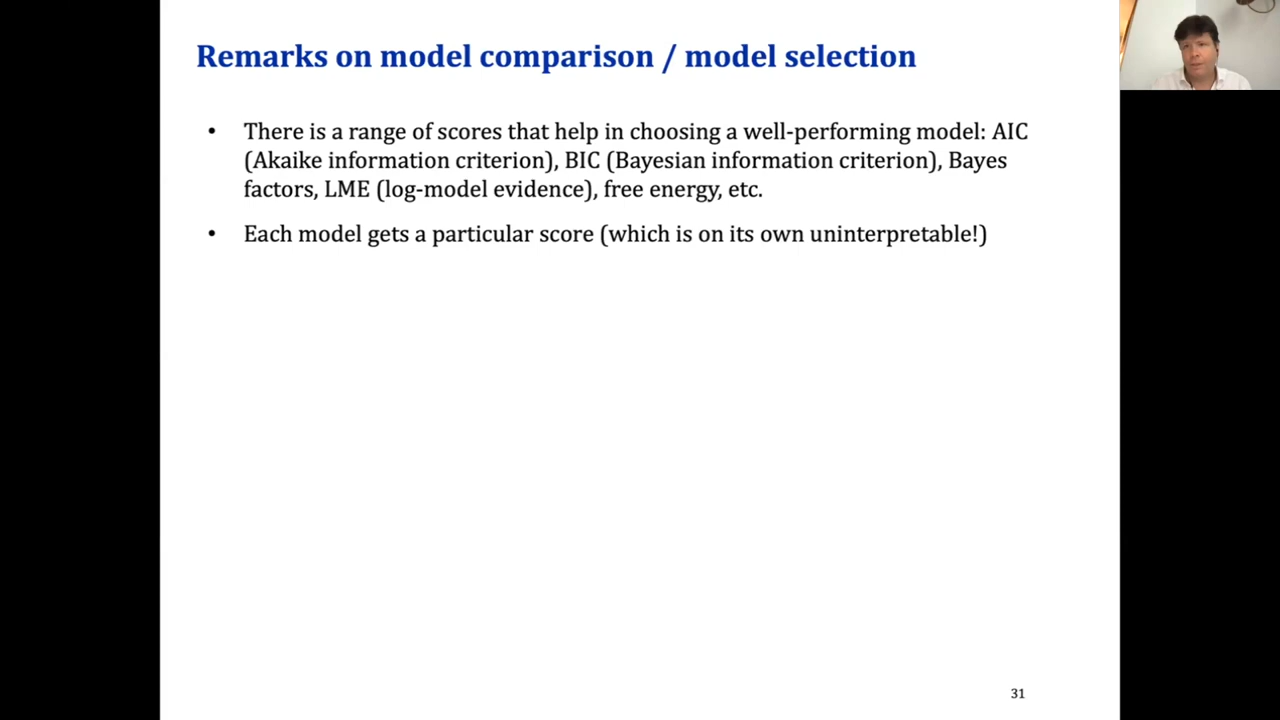 Remarks on model comparison / model selection
• There is a range of scores that help in choosing a well-performing model: AIC
(Akaike information criterion), BIC (Bayesian information criterion), Bayes
factors, LME (log-model evidence), free energy, etc.
• Each model gets a particular score (which is on its own uninterpretable!)
31